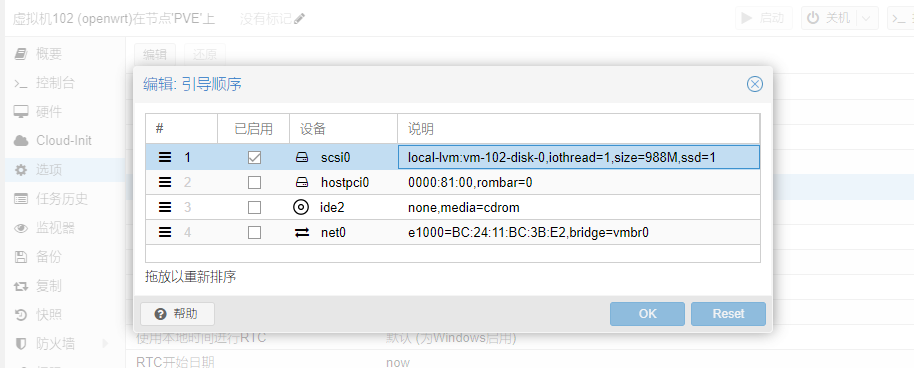 虚拟机102 (openwrt)在节点'PVE'上 没有标记 启动 关机
概要 编辑 还原
控制台
硬件
Cloud-Init
选项
任务历史
监视器
备份
复制
快照
防火墙
编辑: 引导顺序
# 已启用 设备 说明
1 scsi0 local-lvm:vm-102-disk-0,iothread=1,size=988M,ssd=1
2 hostpci0 0000:81:00,rombar=0
3 ide2 none,media=cdrom
4 net0 e1000=BC:24:11:BC:3B:E2,bridge=vmbr0
拖放以重新排序
帮助 OK Reset
使用本地时间进行RTC 默认 (为Windows启用)
RTC开始日期 now